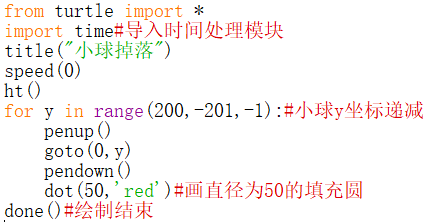 from turtle import *
import time#导入时间处理模块
title("小球掉落")
speed(0)
ht()
for y in range(200,-201,-1):#小球y坐标递减
    penup()
    goto(0,y)
    pendown()
    dot(50,'red')#画直径为50的填充圆
done()#绘制结束